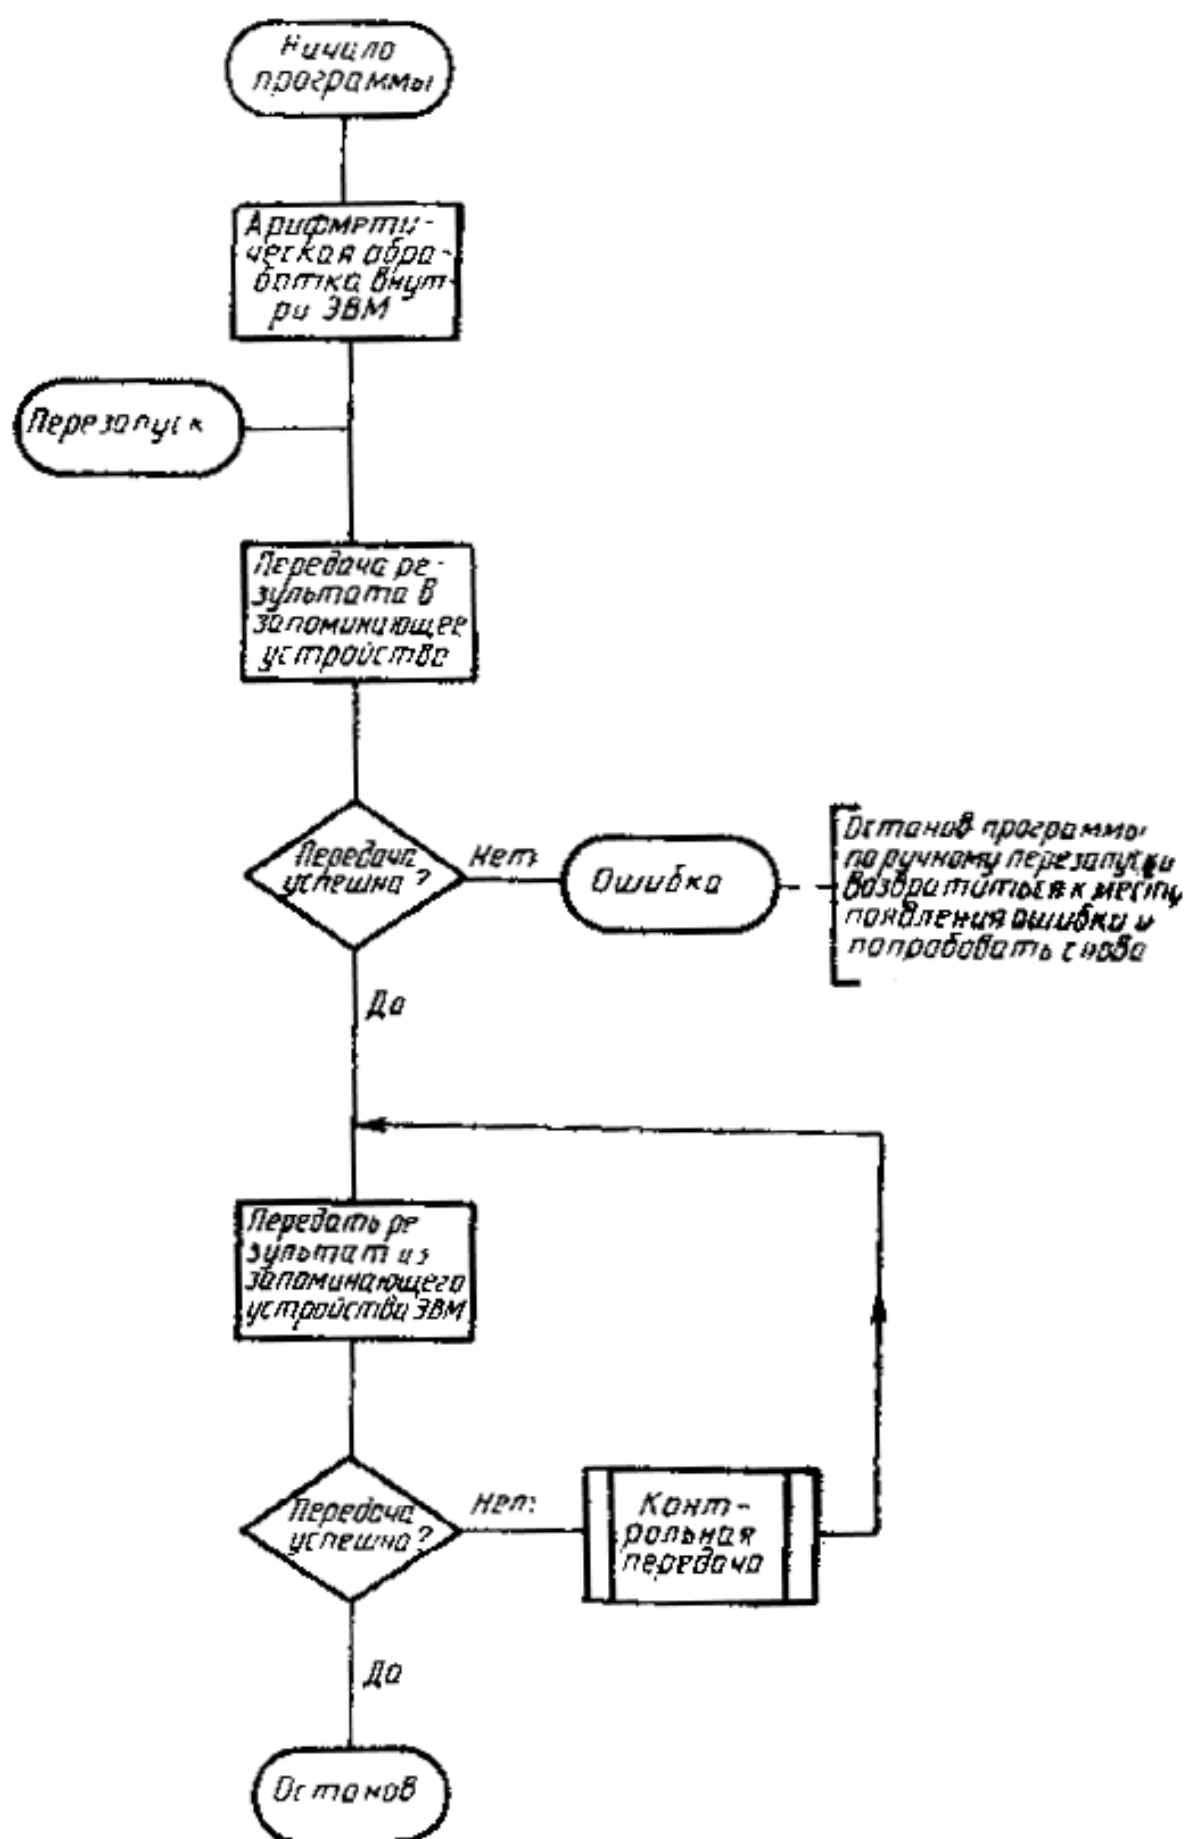 Начало
программы
Арифмети-
ческая обра-
ботка внут-
ри ЭВМ
Перезапуск
Передача ре-
зультата в
запоминающее
устройство
Передача
успешна?
Нет
Ошибка
Останов программы
по ручному перезапуску
возвратиться к месту
появления ошибки и
попробовать снова
Да
Передать ре
зультат из
запоминающего
устройства ЭВМ
Передача
успешна?
Нет
Конт-
рольная
передача
Да
Останов